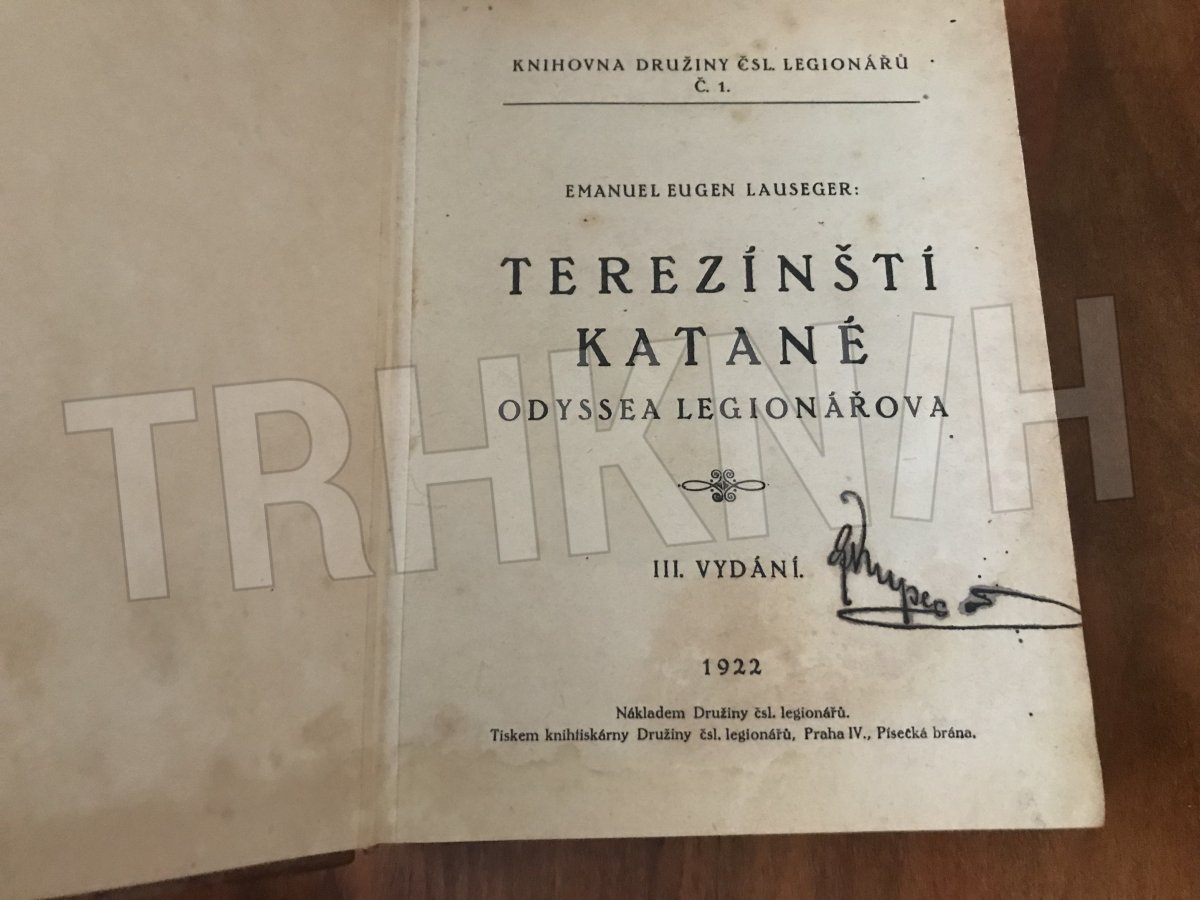 KNIHOVNA DRUŽINY ČSL. LEGIONÁŘŮ
Č. 1.
EMANUEL EUGEN LAUSEGER:
TEREZÍNŠTÍ
KATANÉ
ODYSSEA LEGIONÁŘOVA
TRHKNIH
III. VYDÁNÍ.
1922
Nákladem Družiny čsl. legionářů.
Tiskem knihtiskárny Družiny čsl. legionářů, Praha IV., Písecká brána.